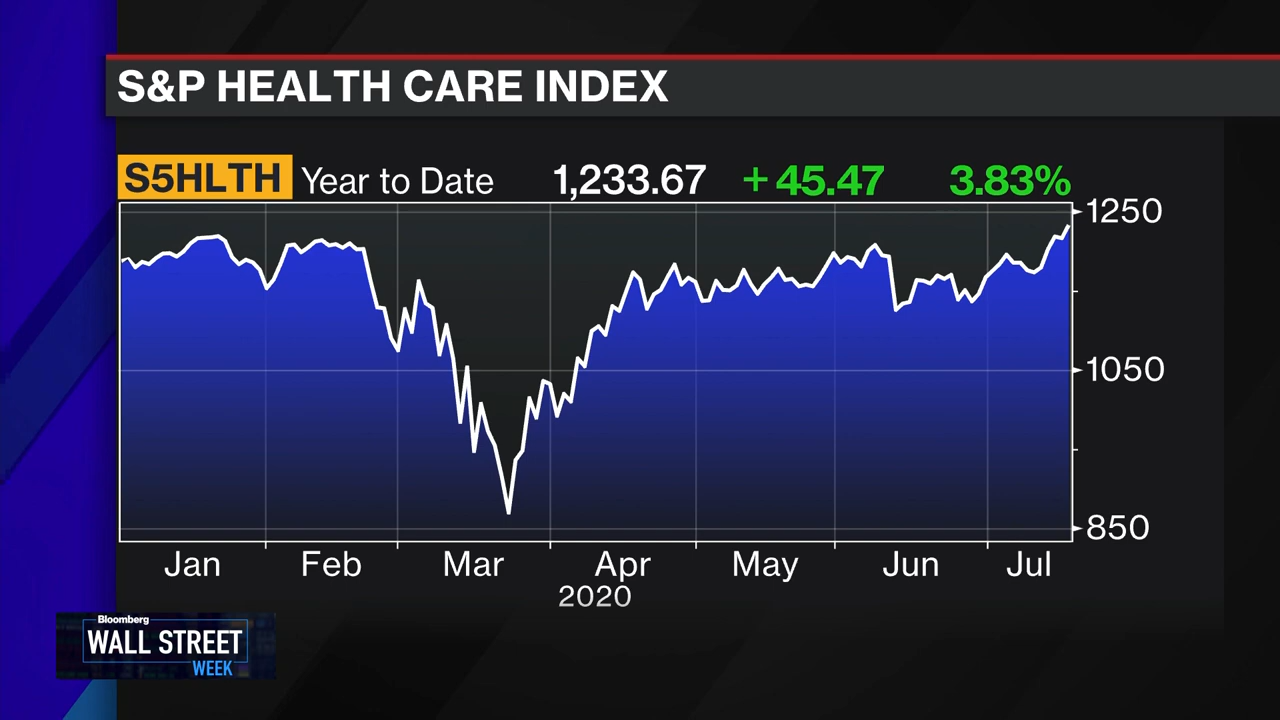 S&P HEALTH CARE INDEX
S5HLTH Year to Date 1,233.67 +45.47 3.83%
1250
1050
850
Jan Feb Mar Apr May Jun Jul
2020
Bloomberg
WALL STREET
WEEK